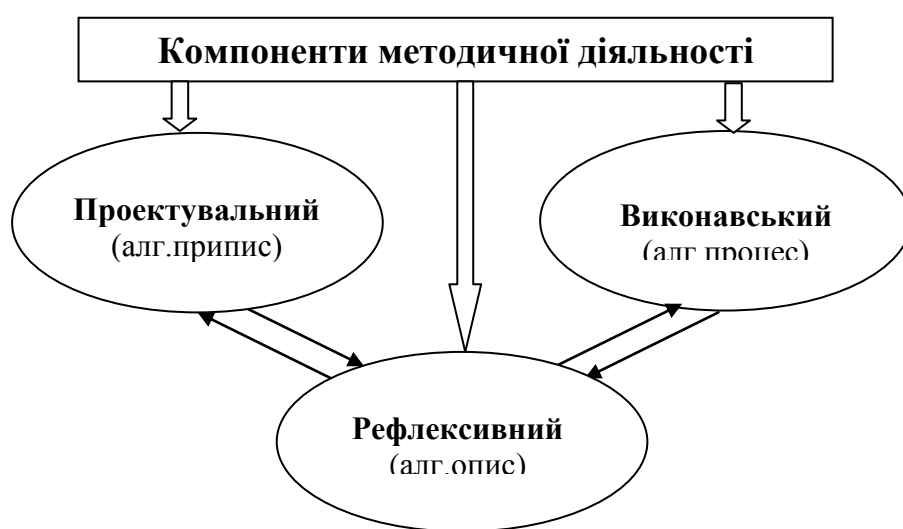 Компоненти методичної діяльності
Проектувальний
(алг.припис)
Виконавський
(алг.процес)
Рефлексивний
(алг.опис)